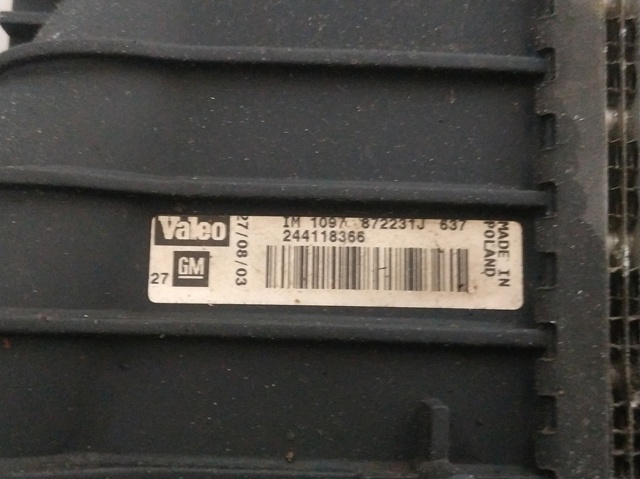 Valeo
27/08/03
IM 1097 872231J 637
244118366
27 GM
MADE IN
POLAND